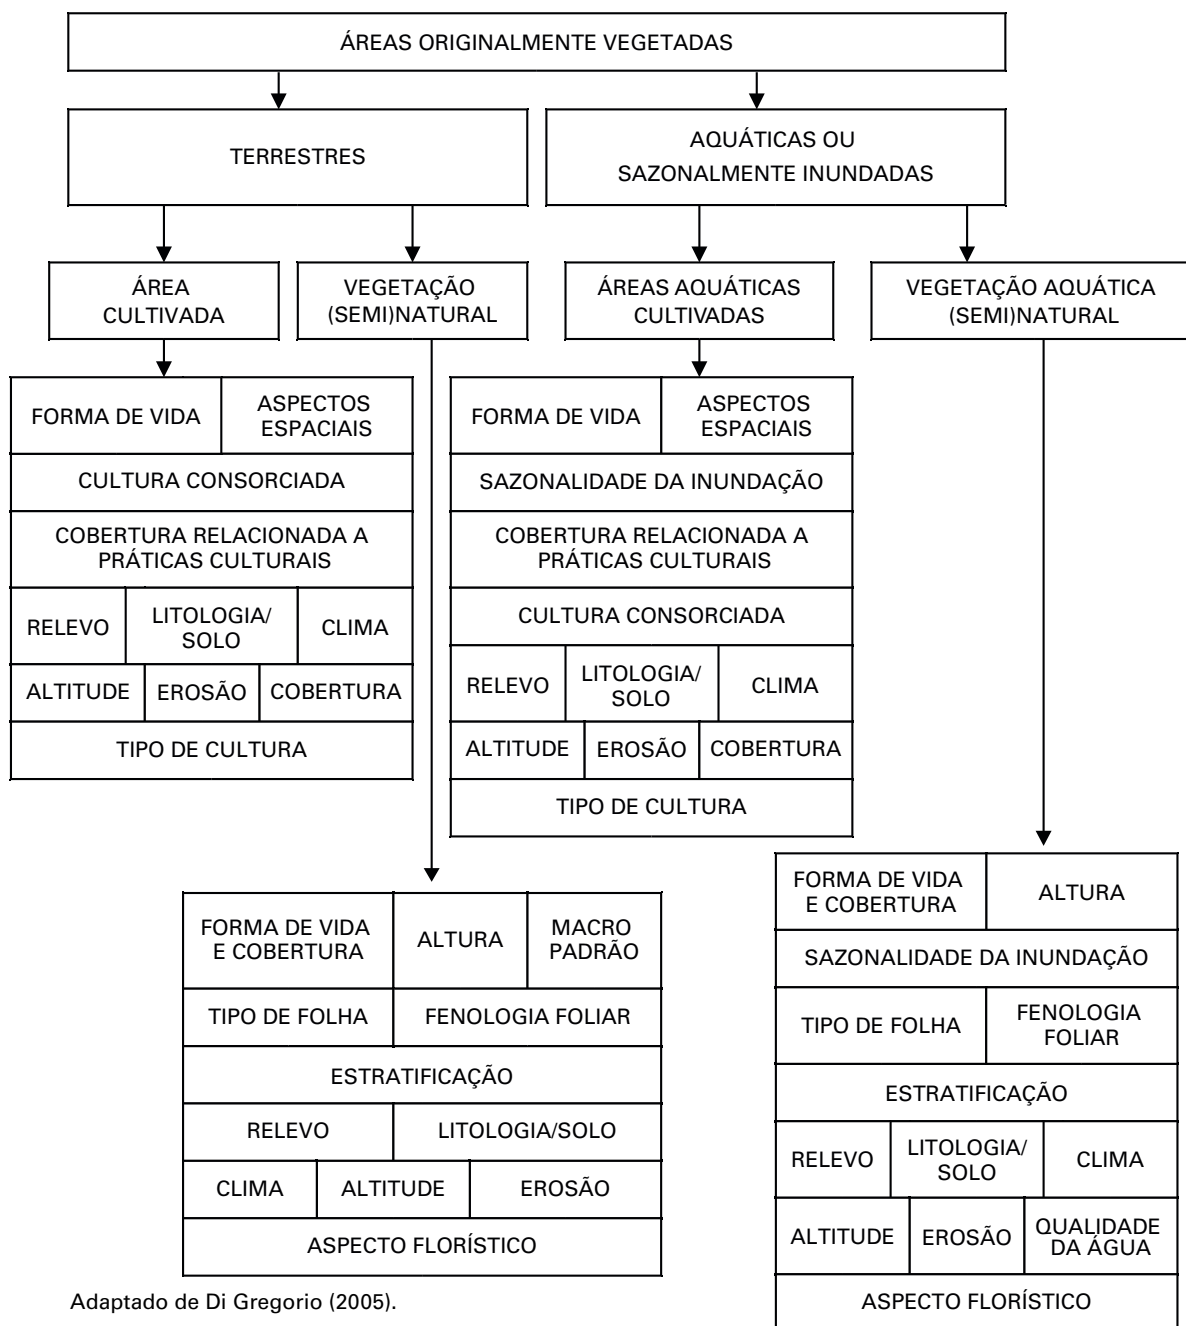 ÁREAS ORIGINALMENTE VEGETADAS
TERRESTRES
AQUÁTICAS OU
SAZONALMENTE INUNDADAS
ÁREA
CULTIVADA
VEGETAÇÃO
(SEMI)NATURAL
ÁREAS AQUÁTICAS
CULTIVADAS
VEGETAÇÃO AQUÁTICA
(SEMI)NATURAL
FORMA DE VIDA
ASPECTOS
ESPACIAIS
CULTURA CONSORCIADA
COBERTURA RELACIONADA A
PRÁTICAS CULTURAIS
RELEVO
LITOLOGIA/
SOLO
CLIMA
ALTITUDE
EROSÃO
COBERTURA
TIPO DE CULTURA
FORMA DE VIDA
ASPECTOS
ESPACIAIS
SAZONALIDADE DA INUNDAÇÃO
COBERTURA RELACIONADA A
PRÁTICAS CULTURAIS
CULTURA CONSORCIADA
RELEVO
LITOLOGIA/
SOLO
CLIMA
ALTITUDE
EROSÃO
COBERTURA
TIPO DE CULTURA
FORMA DE VIDA
E COBERTURA
ALTURA
MACRO
PADRÃO
TIPO DE FOLHA
FENOLOGIA FOLIAR
ESTRATIFICAÇÃO
RELEVO
LITOLOGIA/SOLO
CLIMA
ALTITUDE
EROSÃO
ASPECTO FLORÍSTICO
FORMA DE VIDA
E COBERTURA
ALTURA
SAZONALIDADE DA INUNDAÇÃO
TIPO DE FOLHA
FENOLOGIA
FOLIAR
ESTRATIFICAÇÃO
RELEVO
LITOLOGIA/
SOLO
CLIMA
ALTITUDE
EROSÃO
QUALIDADE
DA ÁGUA
ASPECTO FLORÍSTICO
Adaptado de Di Gregorio (2005).